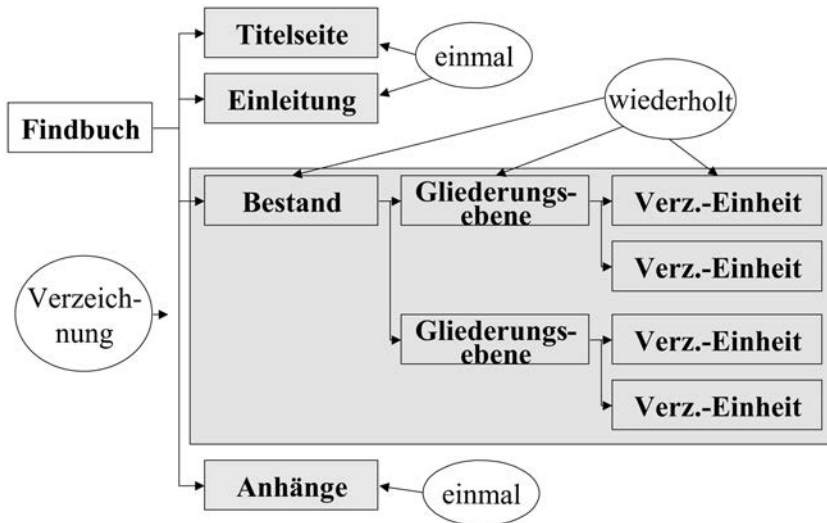 Titelseite
einmal
Einleitung
wiederholt
Findbuch
Bestand
Gliederungs-
ebene
Verz.-Einheit
Verz.-Einheit
Verzeich-
nung
Gliederungs-
ebene
Verz.-Einheit
Verz.-Einheit
Anhänge
einmal